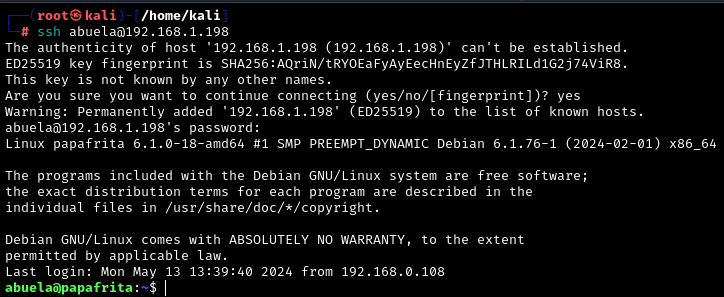 ┌──(root㉿kali)-[/home/kali]
└─# ssh abuela@192.168.1.198
The authenticity of host '192.168.1.198 (192.168.1.198)' can't be established.
ED25519 key fingerprint is SHA256:AQriN/tRYOEaFyAyEecHnEyZfJTHLRILd1G2j74ViR8.
This key is not known by any other names.
Are you sure you want to continue connecting (yes/no/[fingerprint])? yes
Warning: Permanently added '192.168.1.198' (ED25519) to the list of known hosts.
abuela@192.168.1.198's password:
Linux papafrita 6.1.0-18-amd64 #1 SMP PREEMPT_DYNAMIC Debian 6.1.76-1 (2024-02-01) x86_64
The programs included with the Debian GNU/Linux system are free software;
the exact distribution terms for each program are described in the
individual files in /usr/share/doc/*/copyright.
Debian GNU/Linux comes with ABSOLUTELY NO WARRANTY, to the extent
permitted by applicable law.
Last login: Mon May 13 13:39:40 2024 from 192.168.0.108
abuela@papafrita:~$